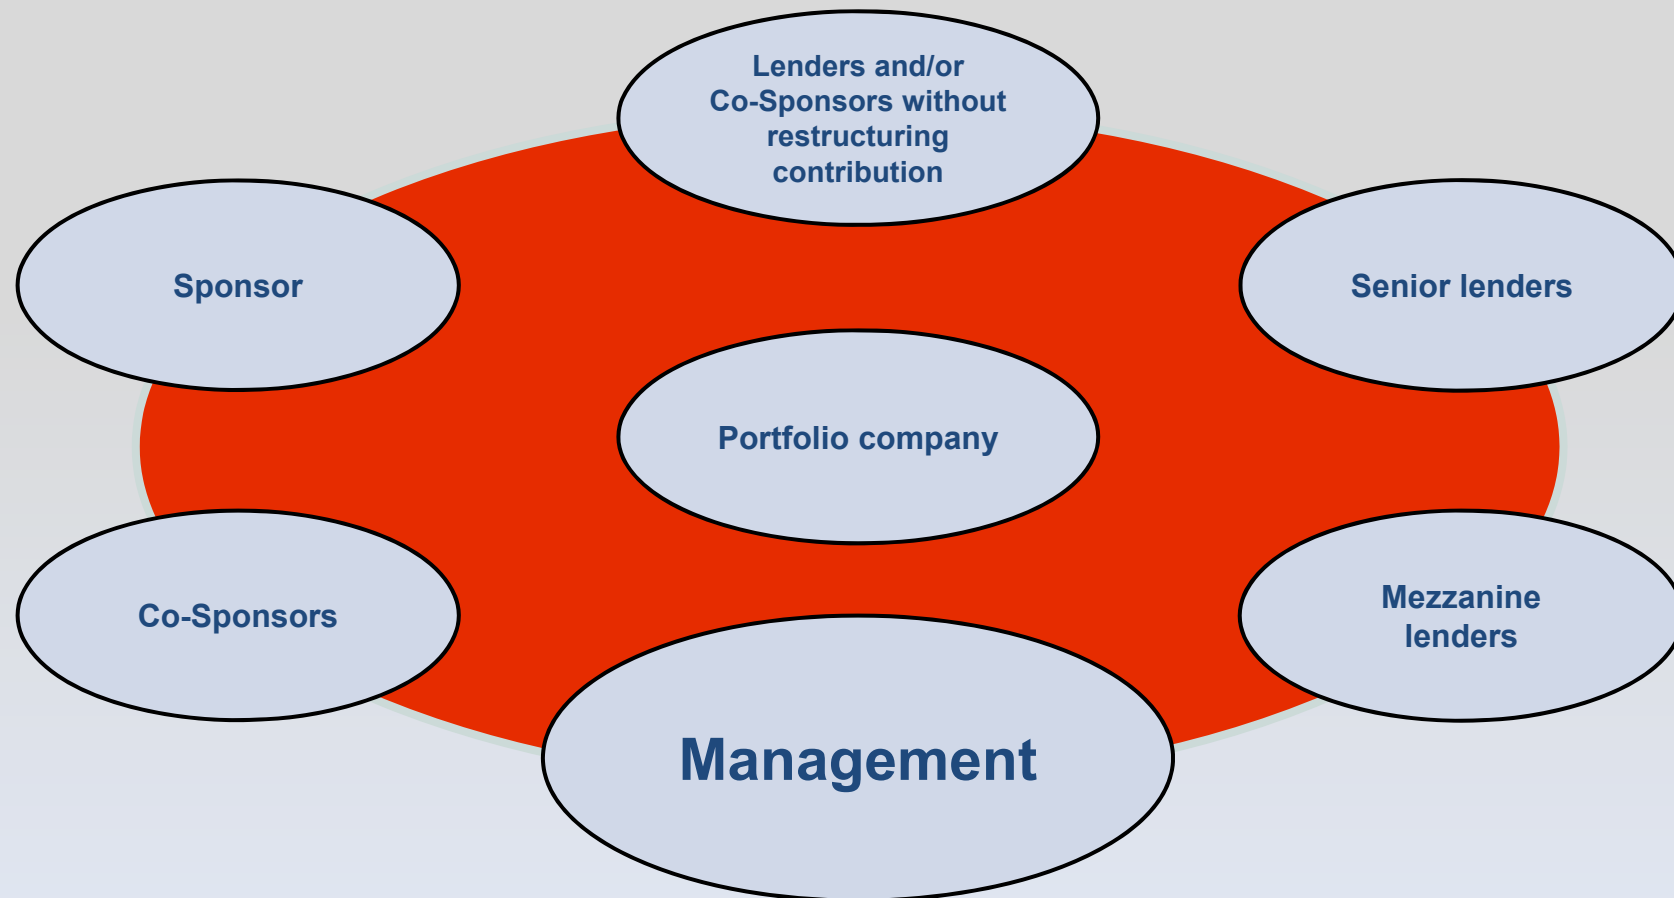 Lenders and/or
Co-Sponsors without
restructuring
contribution
Sponsor
Senior lenders
Portfolio company
Co-Sponsors
Mezzanine
lenders
Management